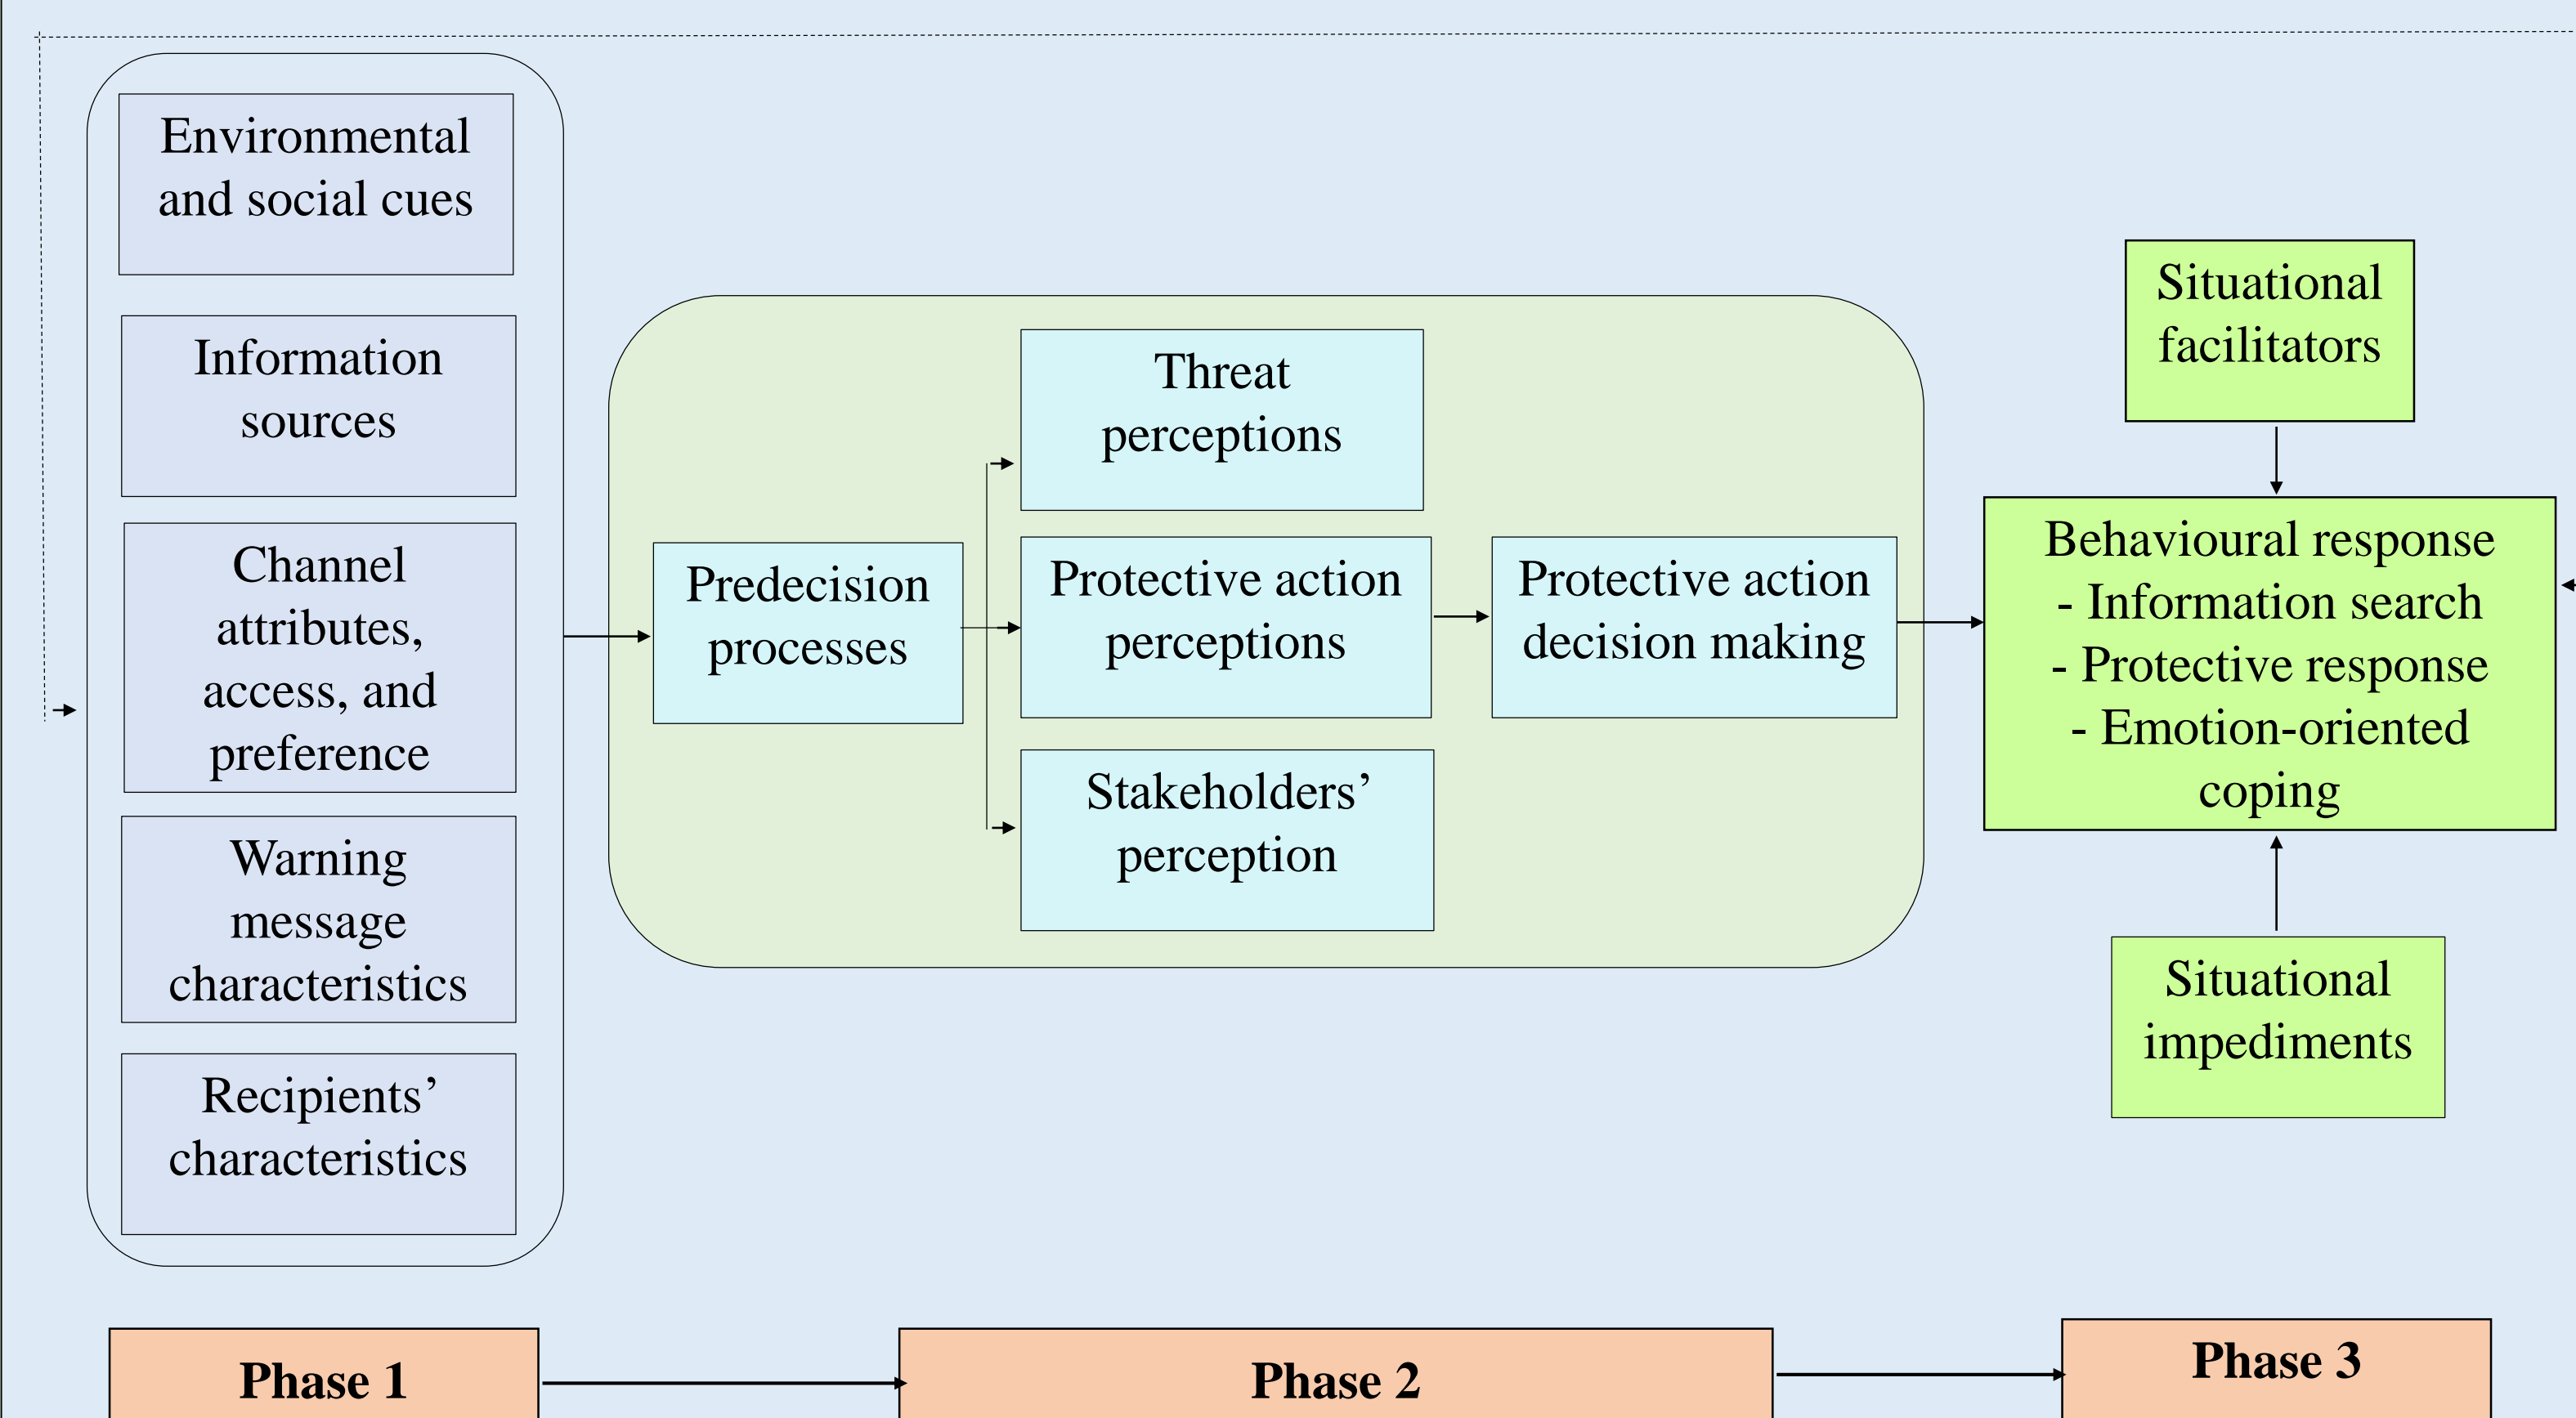 Environmental
and social cues
Information
sources
Channel
attributes,
access, and
preference
Warning
message
characteristics
Recipients’
characteristics
Predecision
processes
Threat
perceptions
Protective action
perceptions
Stakeholders’
perception
Protective action
decision making
Situational
facilitators
Behavioural response
- Information search
- Protective response
- Emotion-oriented
coping
Situational
impediments
Phase 1
Phase 2
Phase 3